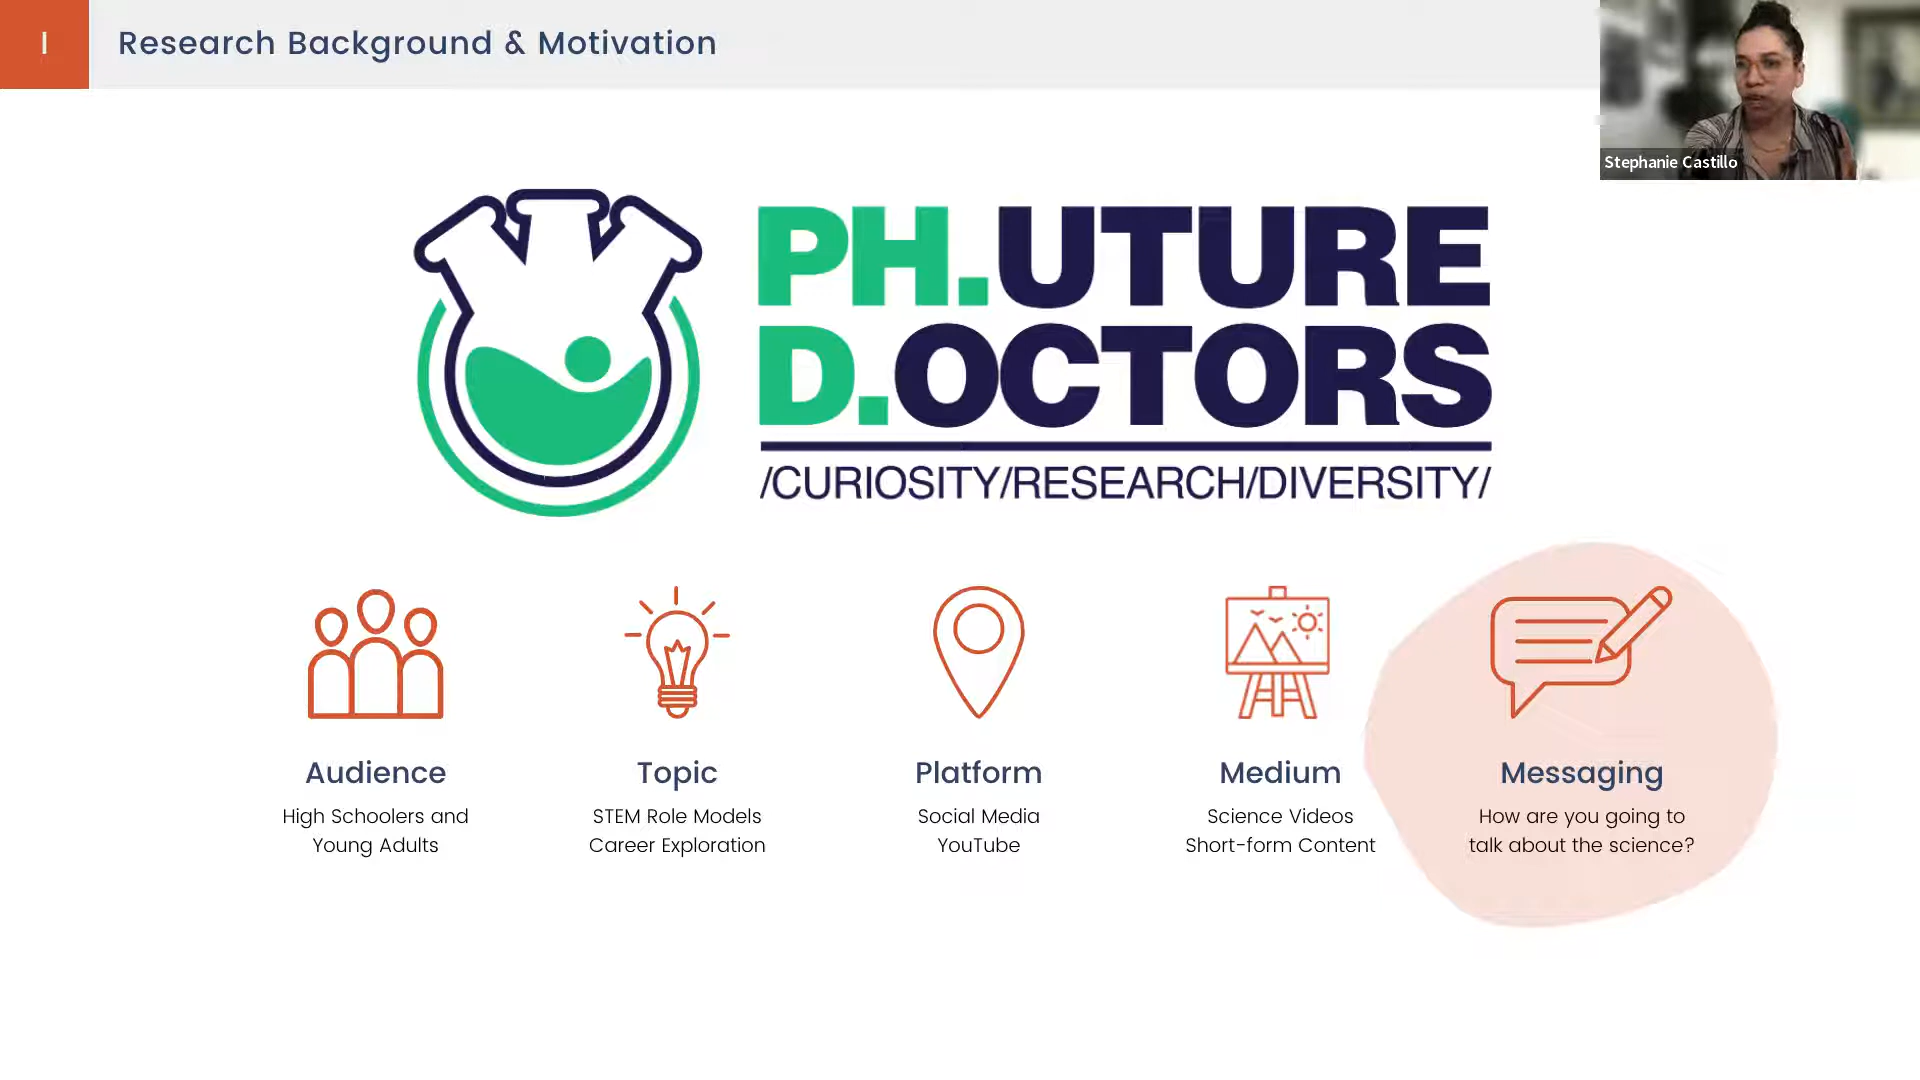 I
Research Background & Motivation
Stephanie Castillo
PH.UTURE
D.OCTORS
/CURIOSITY/RESEARCH/DIVERSITY/
Audience
High Schoolers and
Young Adults
Topic
STEM Role Models
Career Exploration
Platform
Social Media
YouTube
Medium
Science Videos
Short-form Content
Messaging
How are you going to
talk about the science?